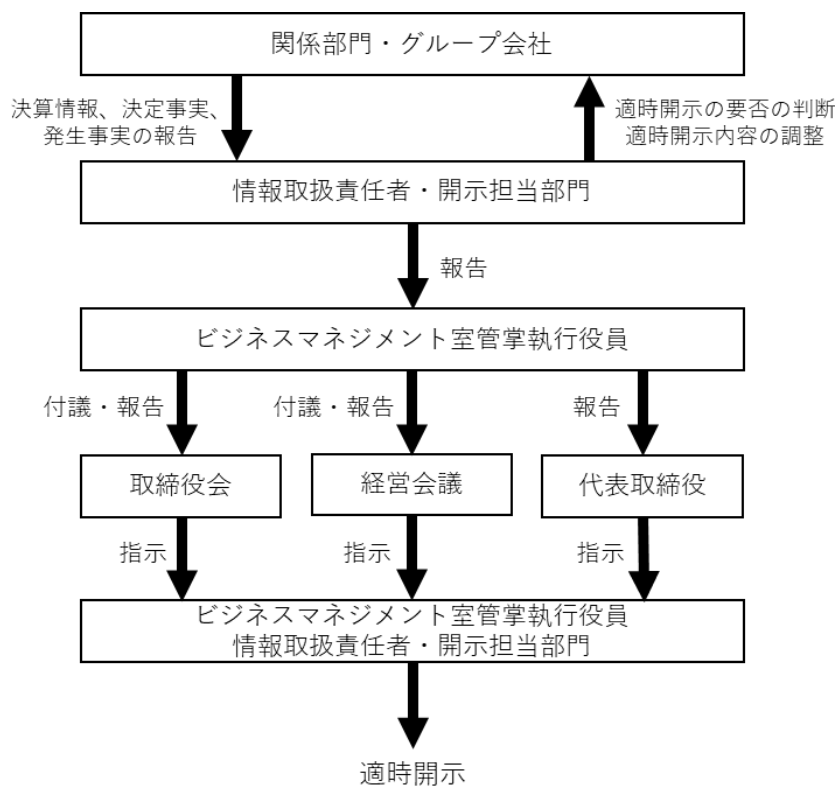 関係部門・グループ会社
決算情報、決定事実、
発生事実の報告
適時開示の要否の判断
適時開示内容の調整
情報取扱責任者・開示担当部門
報告
ビジネスマネジメント室管掌執行役員
付議・報告
付議・報告
報告
取締役会
経営会議
代表取締役
指示
指示
指示
ビジネスマネジメント室管掌執行役員
情報取扱責任者・開示担当部門
適時開示